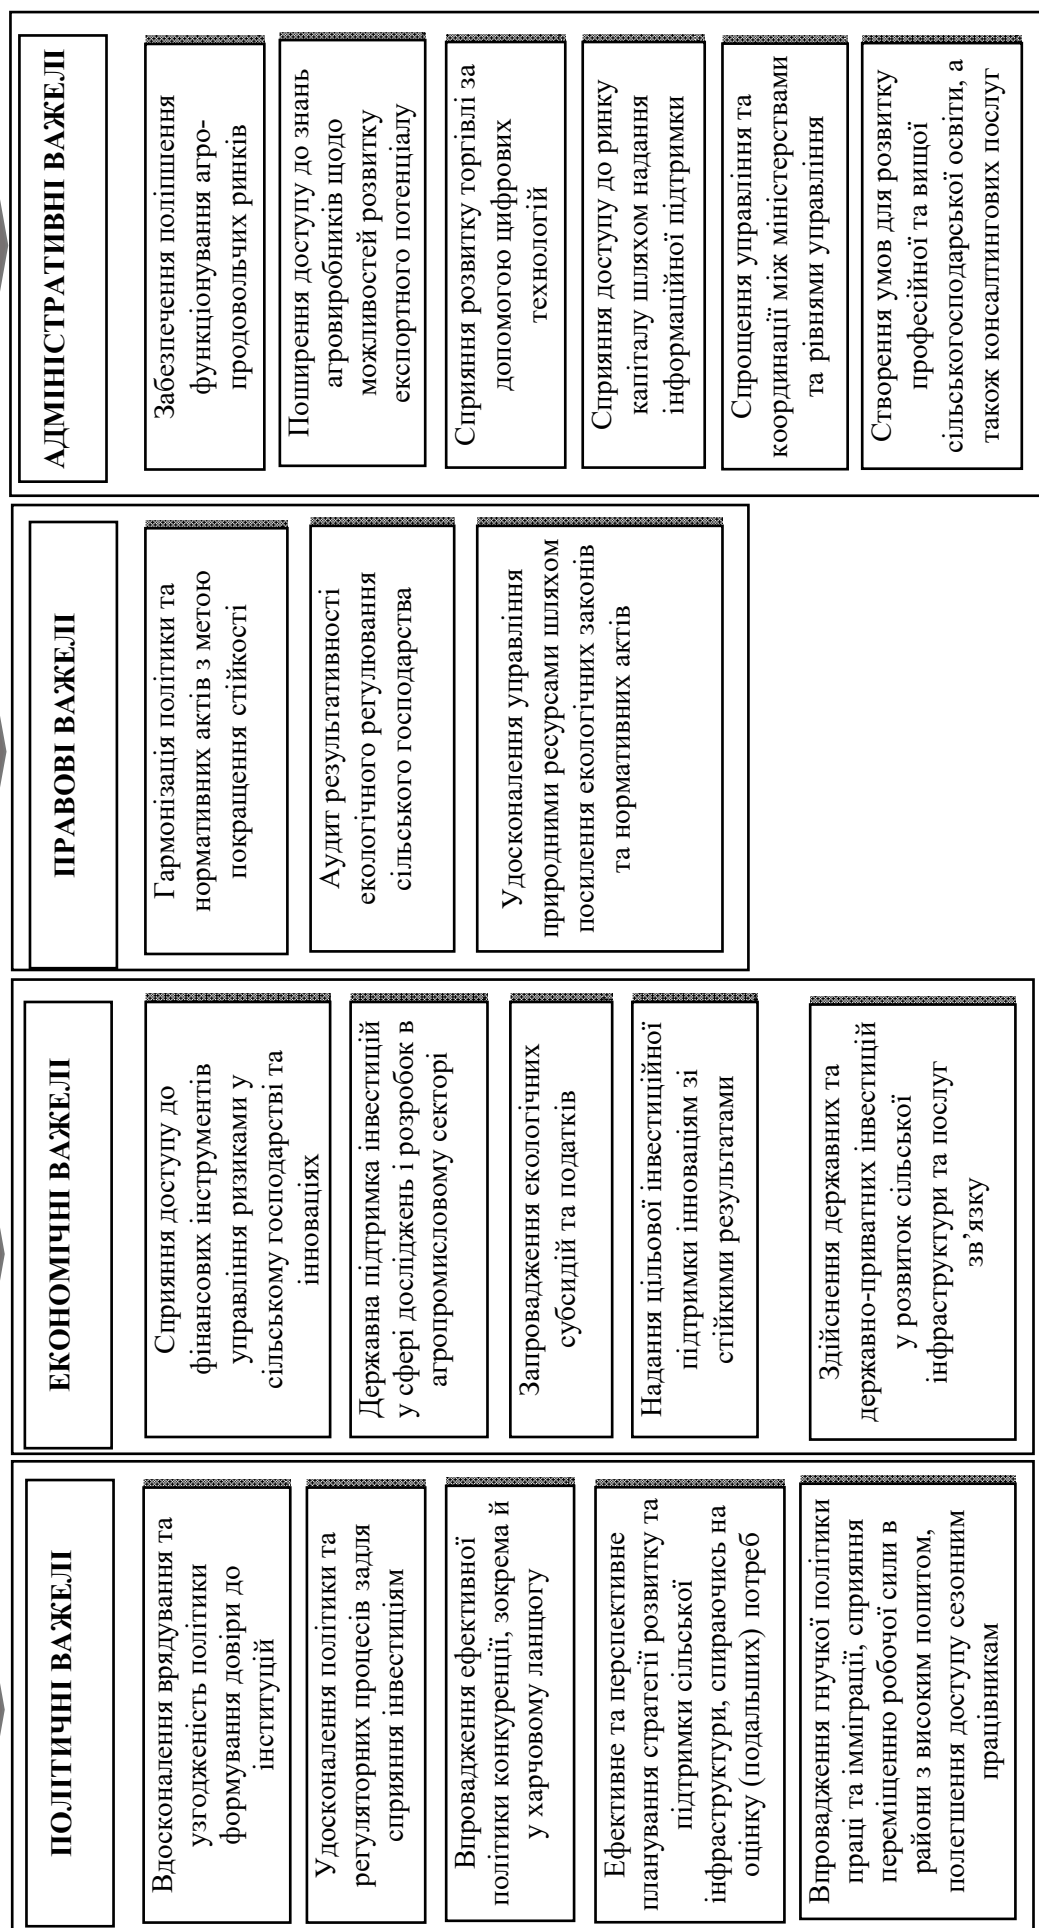 ПОЛІТИЧНІ ВАЖЕЛІ
Вдосконалення врядування та
узгодженість політики
формування довіри до
інституцій
Удосконалення політики та
регуляторних процесів задля
сприяння інвестиціям
Впровадження ефективної
політики конкуренції, зокрема й
у харчовому ланцюгу
Ефективне та перспективне
планування стратегії розвитку та
підтримки сільської
інфраструктури, спираючись на
оцінку (подальших) потреб
Впровадження гнучкої політики
праці та імміграції, сприяння
переміщенню робочої сили в
райони з високим попитом,
полегшення доступу сезонним
працівникам
ЕКОНОМІЧНІ ВАЖЕЛІ
Сприяння доступу до
фінансових інструментів
управління ризиками у
сільському господарстві та
інноваціях
Державна підтримка інвестицій
у сфері досліджень і розробок в
агропромисловому секторі
Запровадження екологічних
субсидій та податків
Надання цільової інвестиційної
підтримки інноваціям зі
стійкими результатами
Здійснення державних та
державно-приватних інвестицій
у розвиток сільської
інфраструктури та послуг
зв’язку
ПРАВОВІ ВАЖЕЛІ
Гармонізація політики та
нормативних актів з метою
покращення стійкості
Аудит результативності
екологічного регулювання
сільського господарства
Удосконалення управління
природними ресурсами шляхом
посилення екологічних законів
та нормативних актів
АДМІНІСТРАТИВНІ ВАЖЕЛІ
Забезпечення поліпшення
функціонування агро-
продовольчих ринків
Поширення доступу до знань
агровиробників щодо
можливостей розвитку
експортного потенціалу
Сприяння розвитку торгівлі за
допомогою цифрових
технологій
Сприяння доступу до ринку
капіталу шляхом надання
інформаційної підтримки
Спрощення управління та
координації між міністерствами
та рівнями управління
Створення умов для розвитку
професійної та вищої
сільськогосподарської освіти, а
також консалтингових послуг